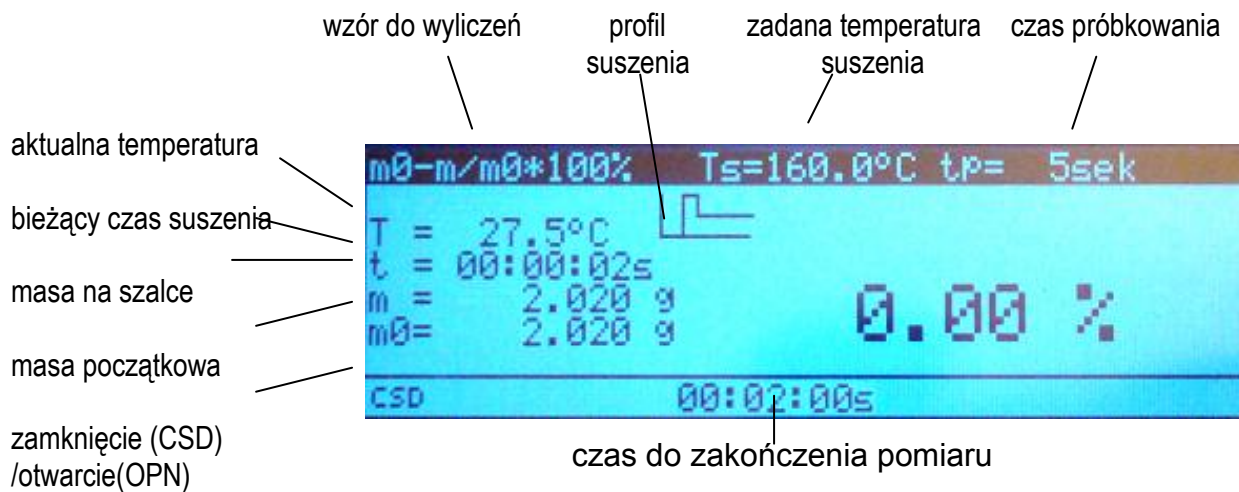 wzór do wyliczeń
profil
suszenia
zadana temperatura
suszenia
czas próbkowania
aktualna temperatura
bieżący czas suszenia
masa na szalce
masa początkowa
zamknięcie (CSD)
/otwarcie(OPN)
m0-m/m0*100% Ts=160.0°C tp= 5sek
T = 27.5°C
t = 00:00:02s
m = 2.020 g
m0= 2.020 g
0.00 %
CSD 00:02:00s
czas do zakończenia pomiaru